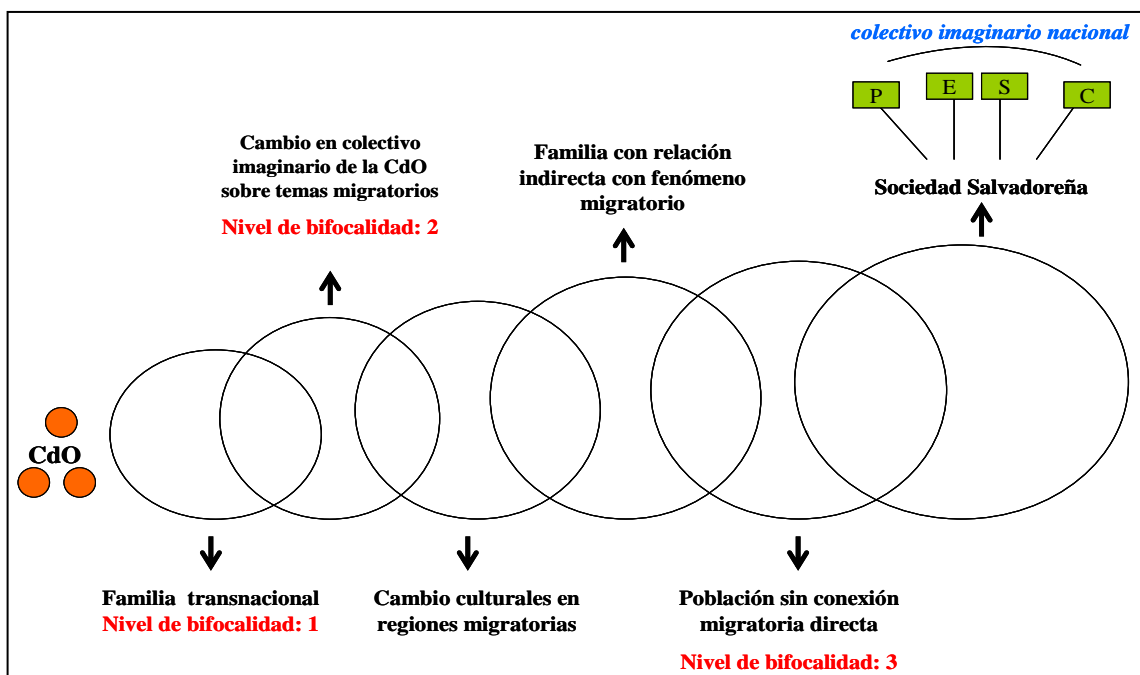 colectivo imaginario nacional
P
E
S
C
Cambio en colectivo
imaginario de la CdO
sobre temas migratorios
Nivel de bifocalidad: 2
Familia con relación
indirecta con fenómeno
migratorio
Sociedad Salvadoreña
CdO
Familia transnacional
Nivel de bifocalidad: 1
Cambio culturales en
regiones migratorias
Población sin conexión
migratoria directa
Nivel de bifocalidad: 3